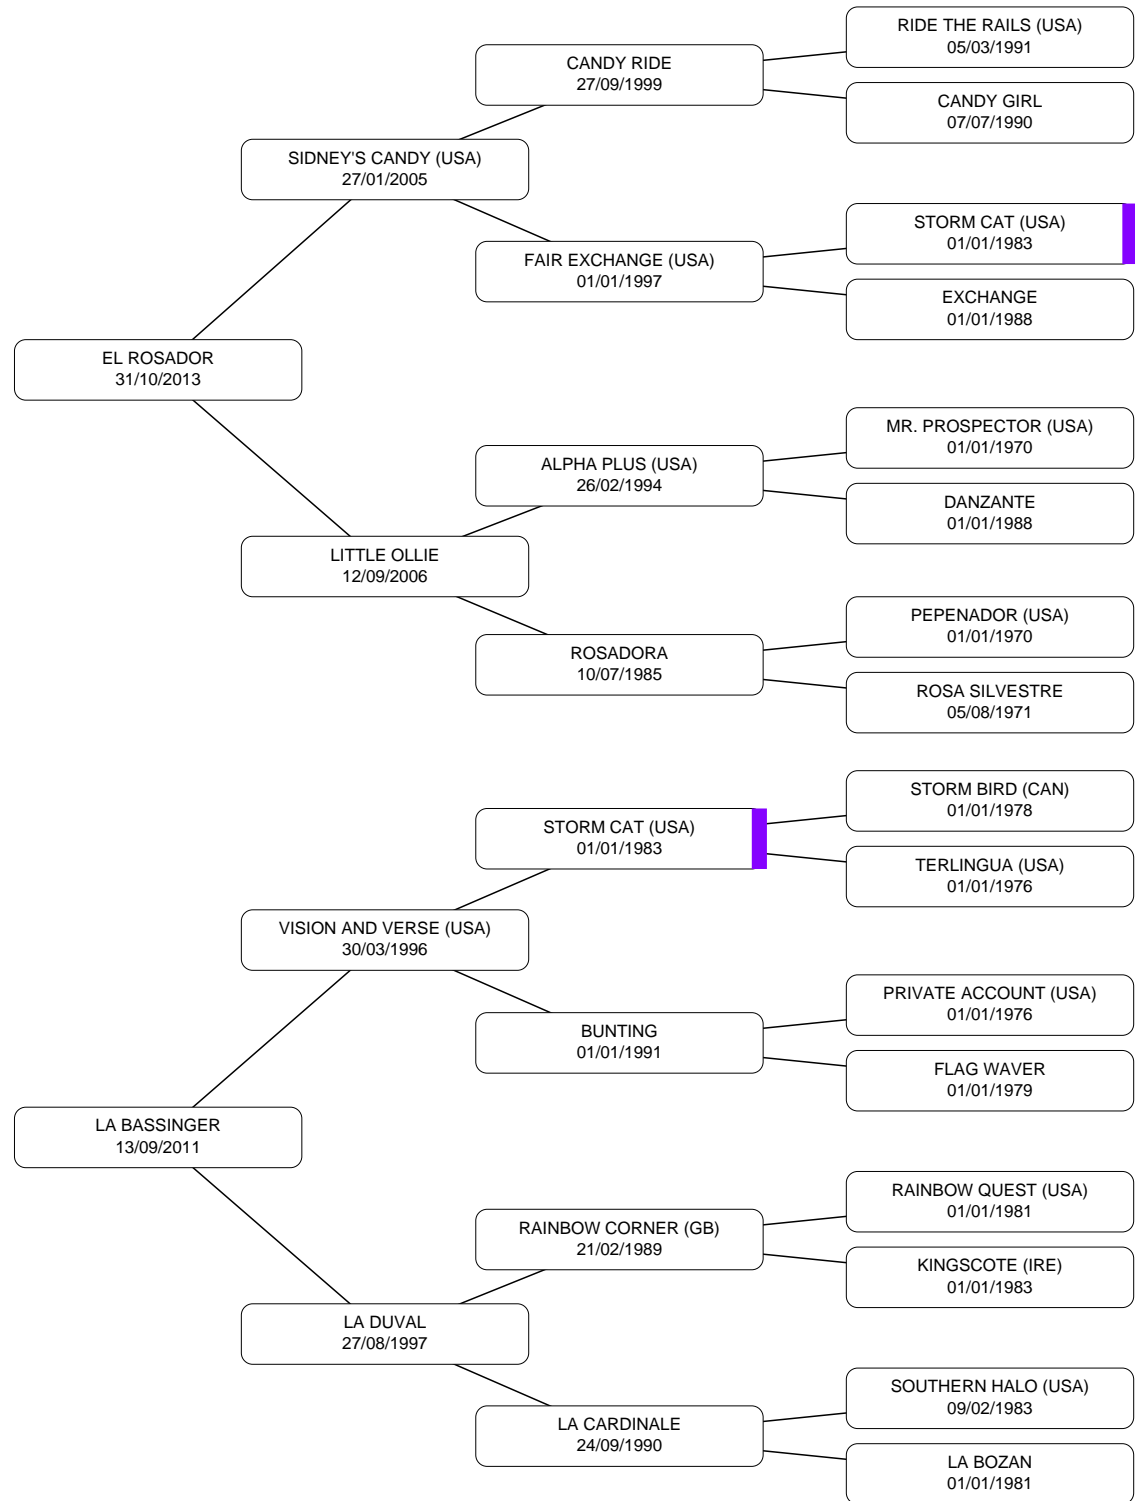 RIDE THE RAILS (USA)
05/03/1991
CANDY RIDE
27/09/1999
CANDY GIRL
07/07/1990
SIDNEY'S CANDY (USA)
27/01/2005
STORM CAT (USA)
01/01/1983
FAIR EXCHANGE (USA)
01/01/1997
EXCHANGE
01/01/1988
EL ROSADOR
31/10/2013
MR. PROSPECTOR (USA)
01/01/1970
ALPHA PLUS (USA)
26/02/1994
DANZANTE
01/01/1988
LITTLE OLLIE
12/09/2006
PEPENADOR (USA)
01/01/1970
ROSADORA
10/07/1985
ROSA SILVESTRE
05/08/1971
STORM BIRD (CAN)
01/01/1978
STORM CAT (USA)
01/01/1983
TERLINGUA (USA)
01/01/1976
VISION AND VERSE (USA)
30/03/1996
PRIVATE ACCOUNT (USA)
01/01/1976
BUNTING
01/01/1991
FLAG WAVER
01/01/1979
LA BASSINGER
13/09/2011
RAINBOW QUEST (USA)
01/01/1981
RAINBOW CORNER (GB)
21/02/1989
KINGSCOTE (IRE)
01/01/1983
LA DUVAL
27/08/1997
SOUTHERN HALO (USA)
09/02/1983
LA CARDINALE
24/09/1990
LA BOZAN
01/01/1981